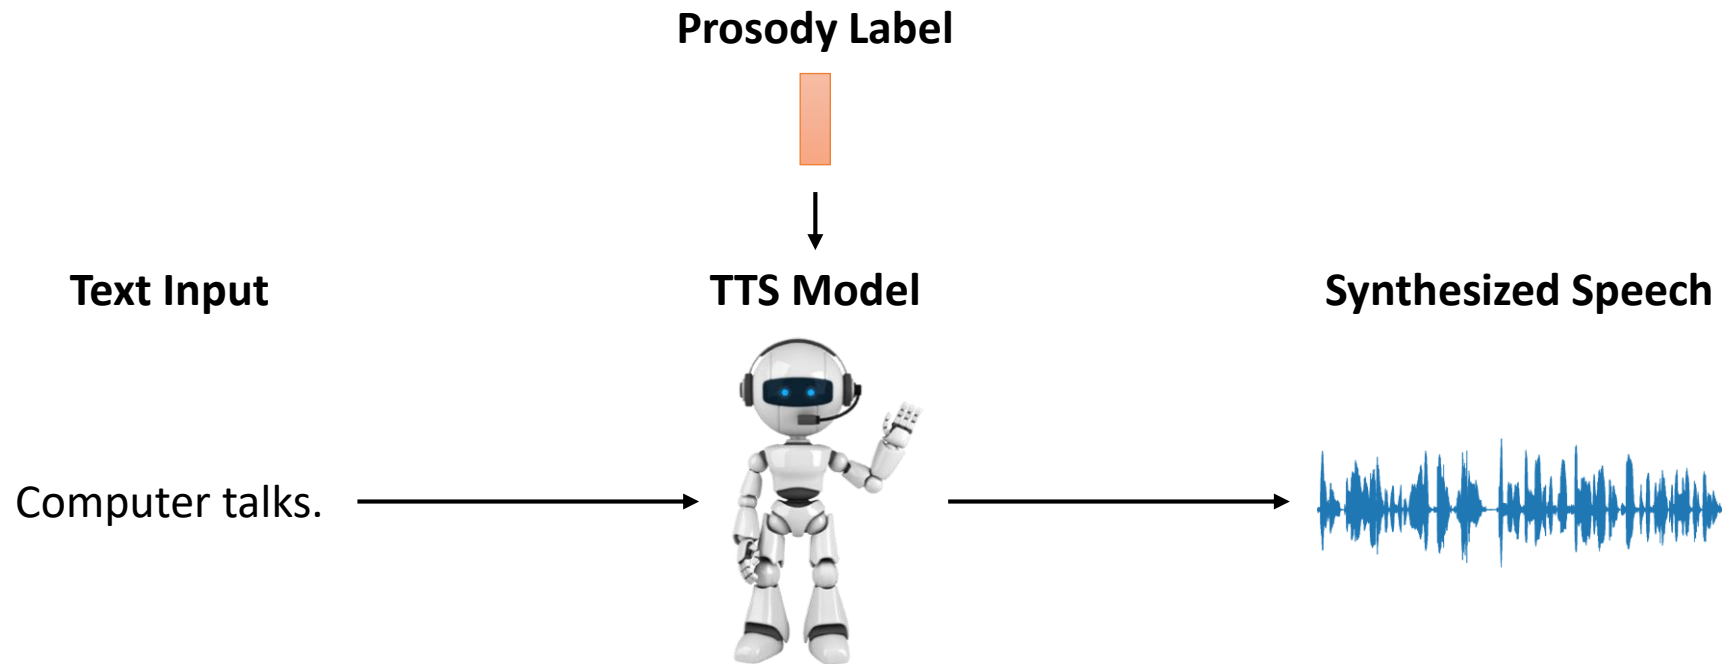 Prosody Label
Text Input
TTS Model
Synthesized Speech
Computer talks.